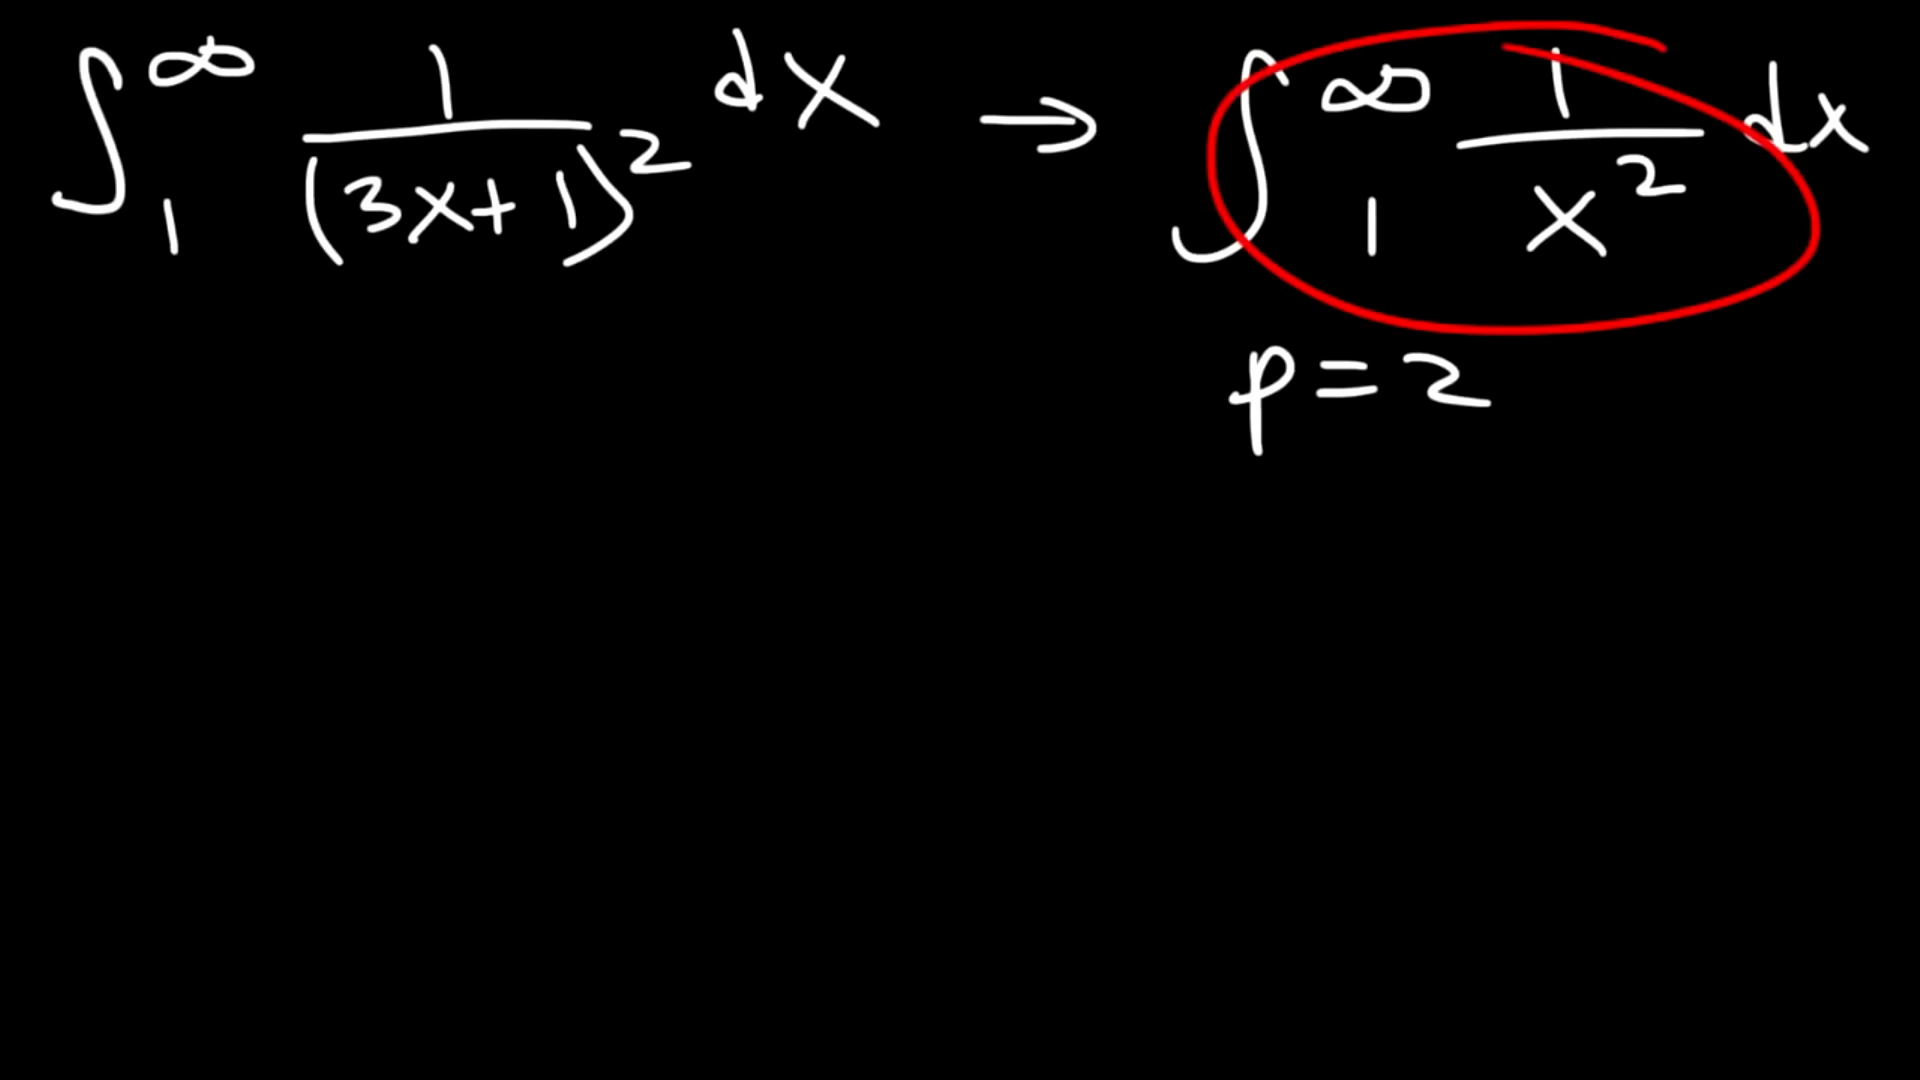 ∫₁^∞ 1/(3x+1)² dx → ∫₁^∞ 1/x² dx
p=2